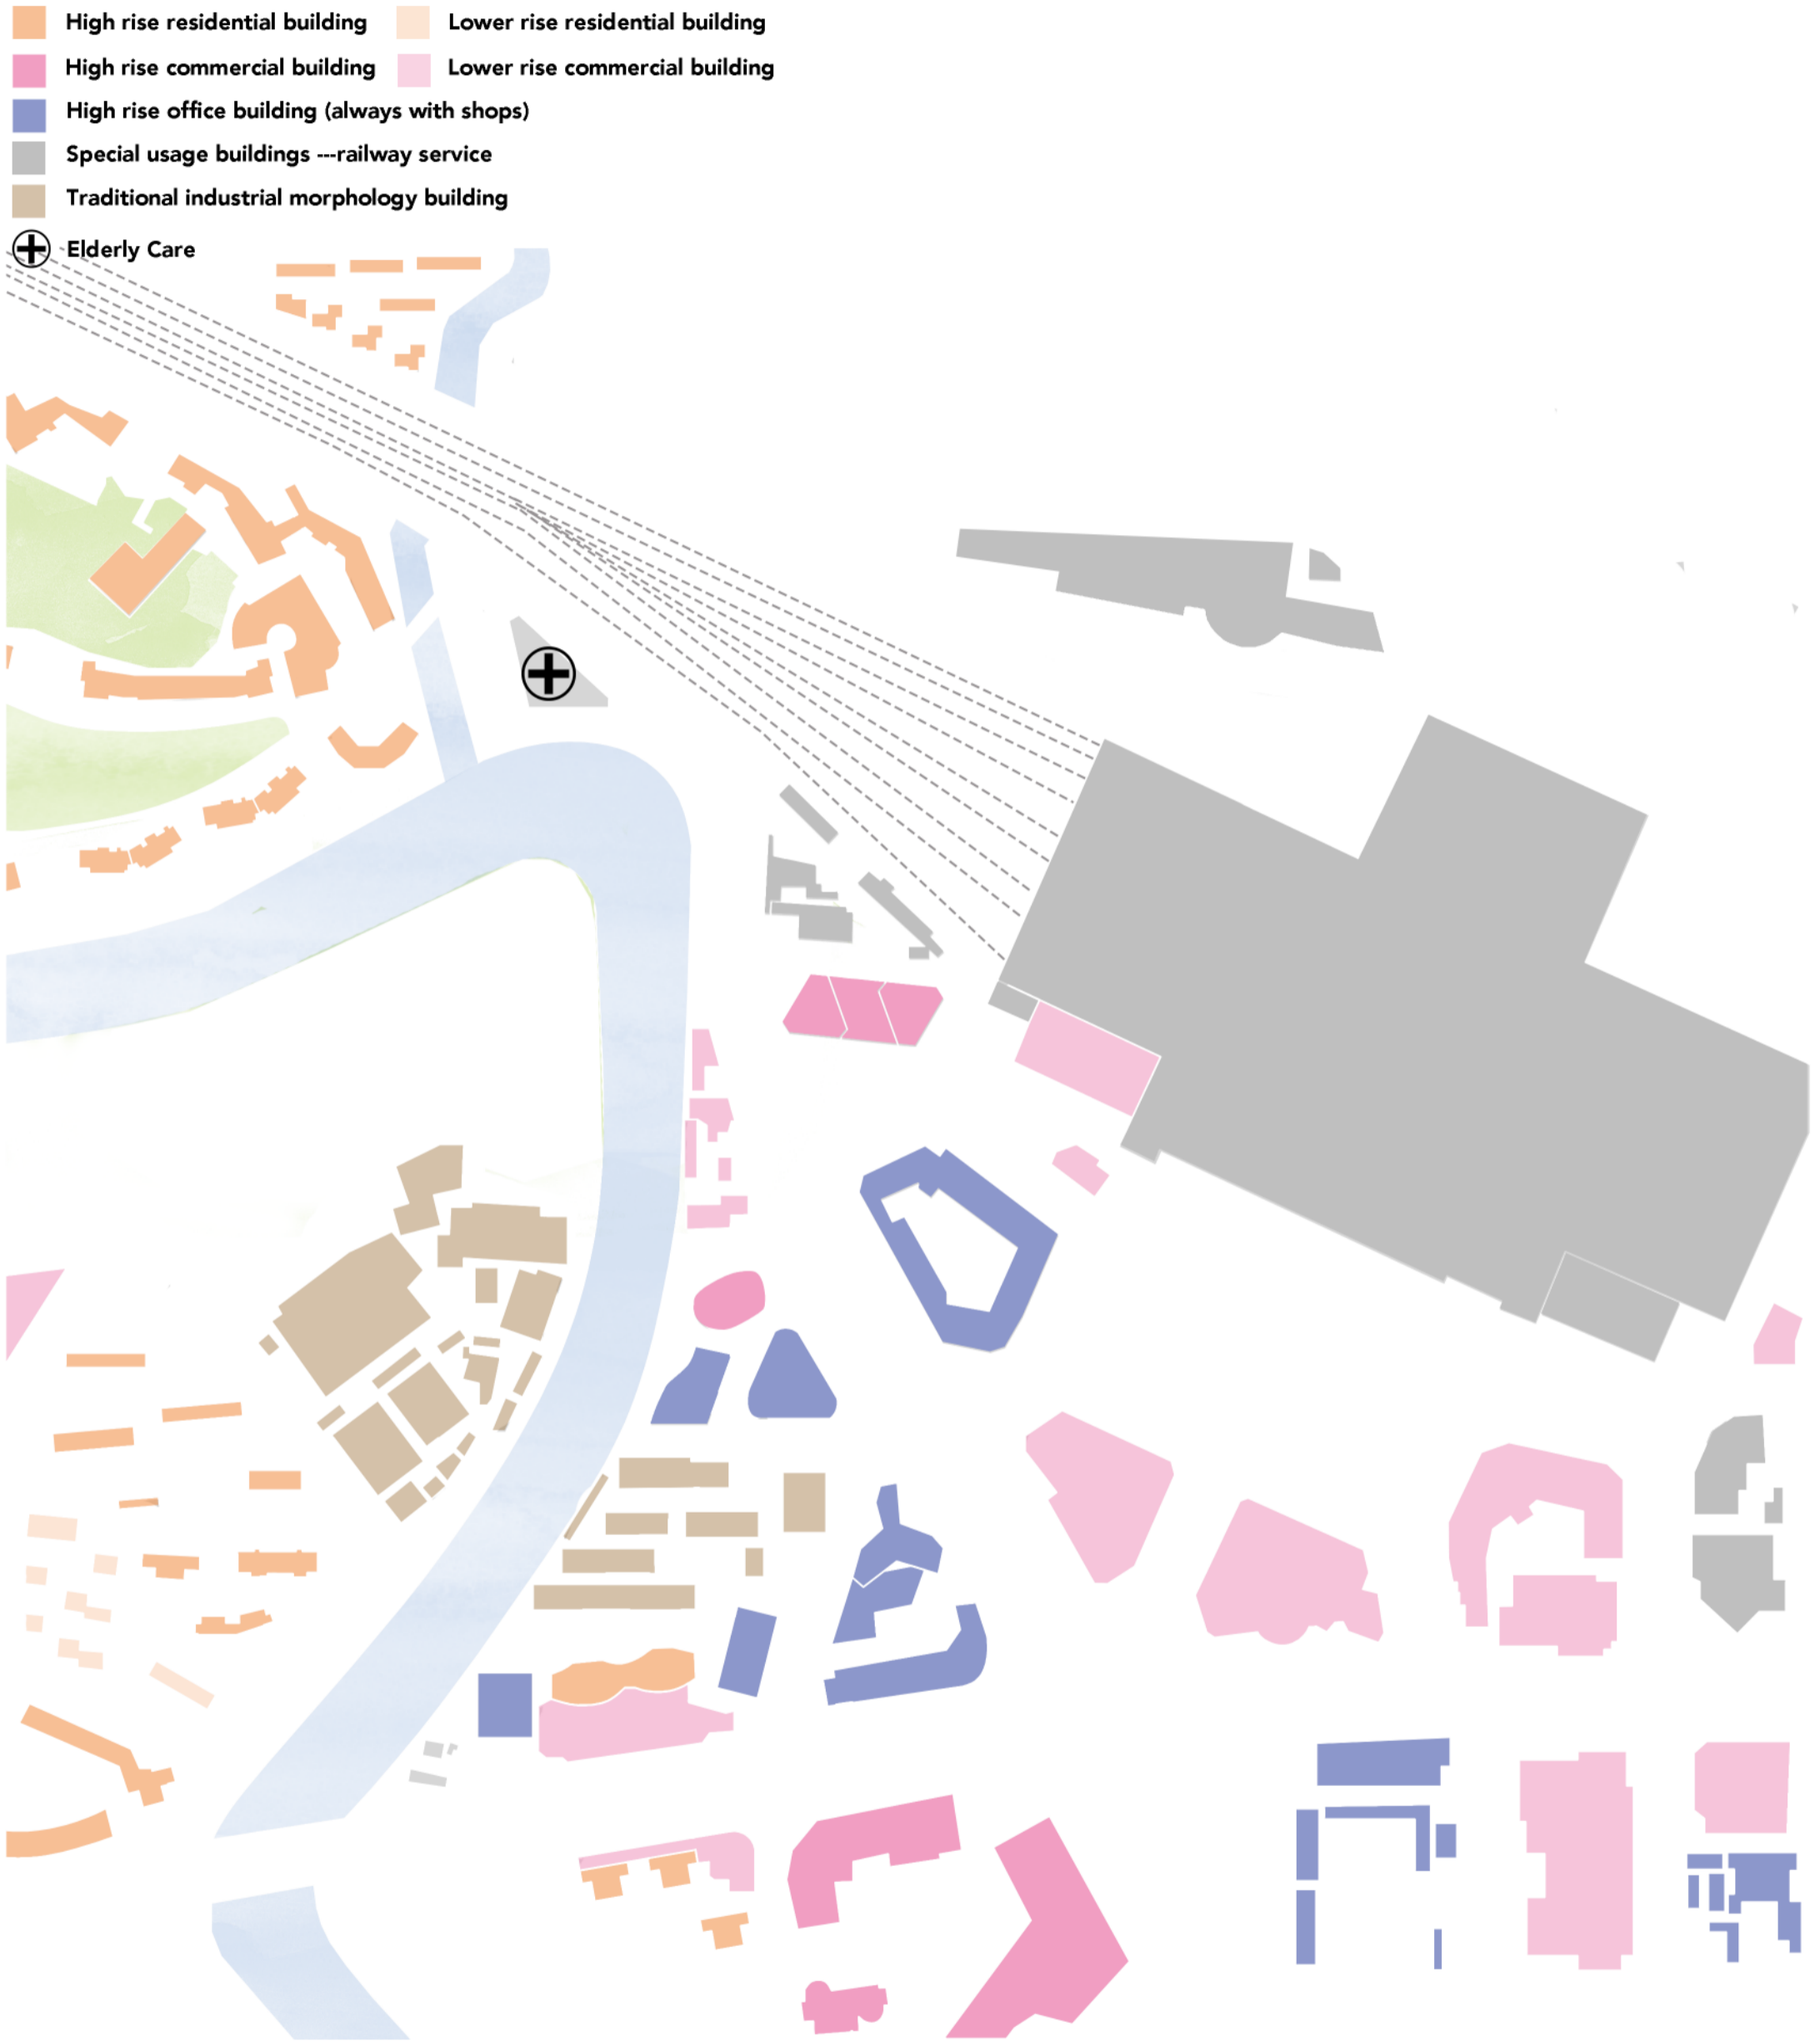 High rise residential building
Lower rise residential building
High rise commercial building
Lower rise commercial building
High rise office building (always with shops)
Special usage buildings ---railway service
Traditional industrial morphology building
Elderly Care